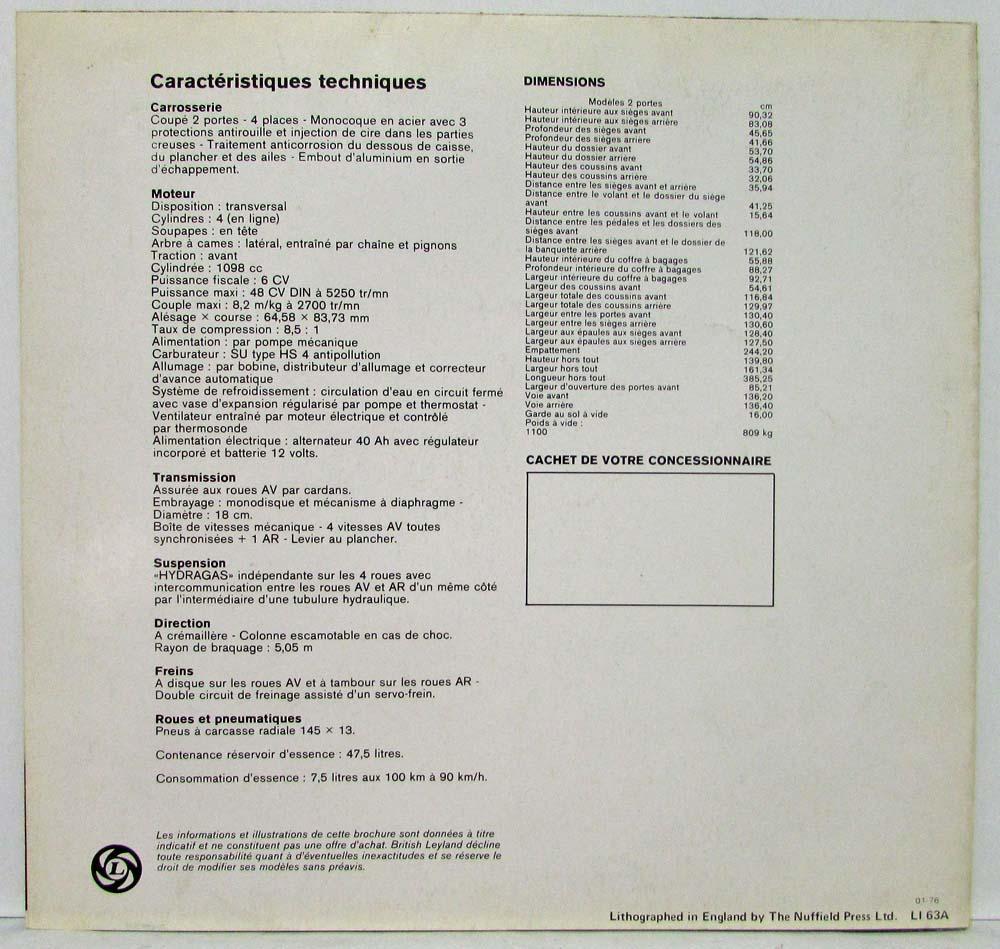 Caractéristiques techniques
Carrosserie
Coupé 2 portes - 4 places - Monocoque en acier avec 3
protections antirouille et injection de cire dans les parties
creuses - Traitement anticorrosion du dessous de caisse,
du plancher et des ailes - Embout d'aluminium en sortie
d'échappement.
Moteur
Disposition : transversal
Cylindres : 4 (en ligne)
Soupapes : en tête
Arbre à cames : latéral, entraîné par chaîne et pignons
Traction : avant
Cylindrée : 1098 cc
Puissance fiscale : 6 CV
Puissance maxi : 48 CV DIN à 5250 tr/mn
Couple maxi : 8,2 m/kg à 2700 tr/mn
Alésage × course : 64,58 × 83,73 mm
Taux de compression : 8,5 : 1
Alimentation : par pompe mécanique
Carburateur : SU type HS 4 antipollution
Allumage : par bobine, distributeur d'allumage et correcteur
d'avance automatique
Système de refroidissement : circulation d'eau en circuit fermé
avec vase d'expansion régularisé par pompe et thermostat -
Ventilateur entraîné par moteur électrique et contrôlé
par thermosonde
Alimentation électrique : alternateur 40 Ah avec régulateur
incorporé et batterie 12 volts.
Transmission
Assurée aux roues AV par cardans.
Embrayage : monodisque et mécanisme à diaphragme -
Diamètre : 18 cm.
Boîte de vitesses mécanique - 4 vitesses AV toutes
synchronisées + 1 AR - Levier au plancher.
Suspension
«HYDRAGAS» indépendante sur les 4 roues avec
intercommunication entre les roues AV et AR d'un même côté
par l'intermédiaire d'une tubulure hydraulique.
Direction
A crémaillère - Colonne escamotable en cas de choc.
Rayon de braquage : 5,05 m
Freins
A disque sur les roues AV et à tambour sur les roues AR -
Double circuit de freinage assisté d'un servo-frein.
Roues et pneumatiques
Pneus à carcasse radiale 145 × 13.
Contenance réservoir d'essence : 47,5 litres.
Consommation d'essence : 7,5 litres aux 100 km à 90 km/h.
Les informations et illustrations de cette brochure sont données à titre
indicatif et ne constituent pas une offre d'achat. British Leyland décline
toute responsabilité quant à d'éventuelles inexactitudes et se réserve le
droit de modifier ses modèles sans préavis.
L
DIMENSIONS
Modèles 2 portes cm
Hauteur intérieure aux sièges avant 90,32
Hauteur intérieure aux sièges arrière 83,08
Profondeur des sièges avant 45,65
Profondeur des sièges arrière 41,66
Hauteur du dossier avant 53,70
Hauteur du dossier arrière 54,86
Hauteur des coussins avant 33,70
Hauteur des coussins arrière 32,06
Distance entre les sièges avant et arrière 35,94
Distance entre le volant et le dossier du siège
avant 41,25
Hauteur entre les coussins avant et le volant 15,64
Distance entre les pédales et les dossiers des
sièges avant 118,00
Distance entre les sièges avant et le dossier de
la banquette arrière 121,62
Hauteur intérieure du coffre à bagages 55,88
Profondeur intérieure du coffre à bagages 88,27
Largeur intérieure du coffre à bagages 92,71
Largeur des coussins avant 54,61
Largeur totale des coussins avant 116,84
Largeur totale des coussins arrière 129,97
Largeur entre les portes avant 130,40
Largeur entre les sièges arrière 130,60
Largeur aux épaules aux sièges avant 128,40
Largeur aux épaules aux sièges arrière 127,50
Empattement 244,20
Hauteur hors tout 139,80
Largeur hors tout 161,34
Longueur hors tout 385,25
Largeur d'ouverture des portes avant 85,21
Voie avant 136,20
Voie arrière 136,40
Garde au sol à vide 16,00
Poids à vide :
1100 809 kg
CACHET DE VOTRE CONCESSIONNAIRE
01-76
Lithographed in England by The Nuffield Press Ltd. LI 63A